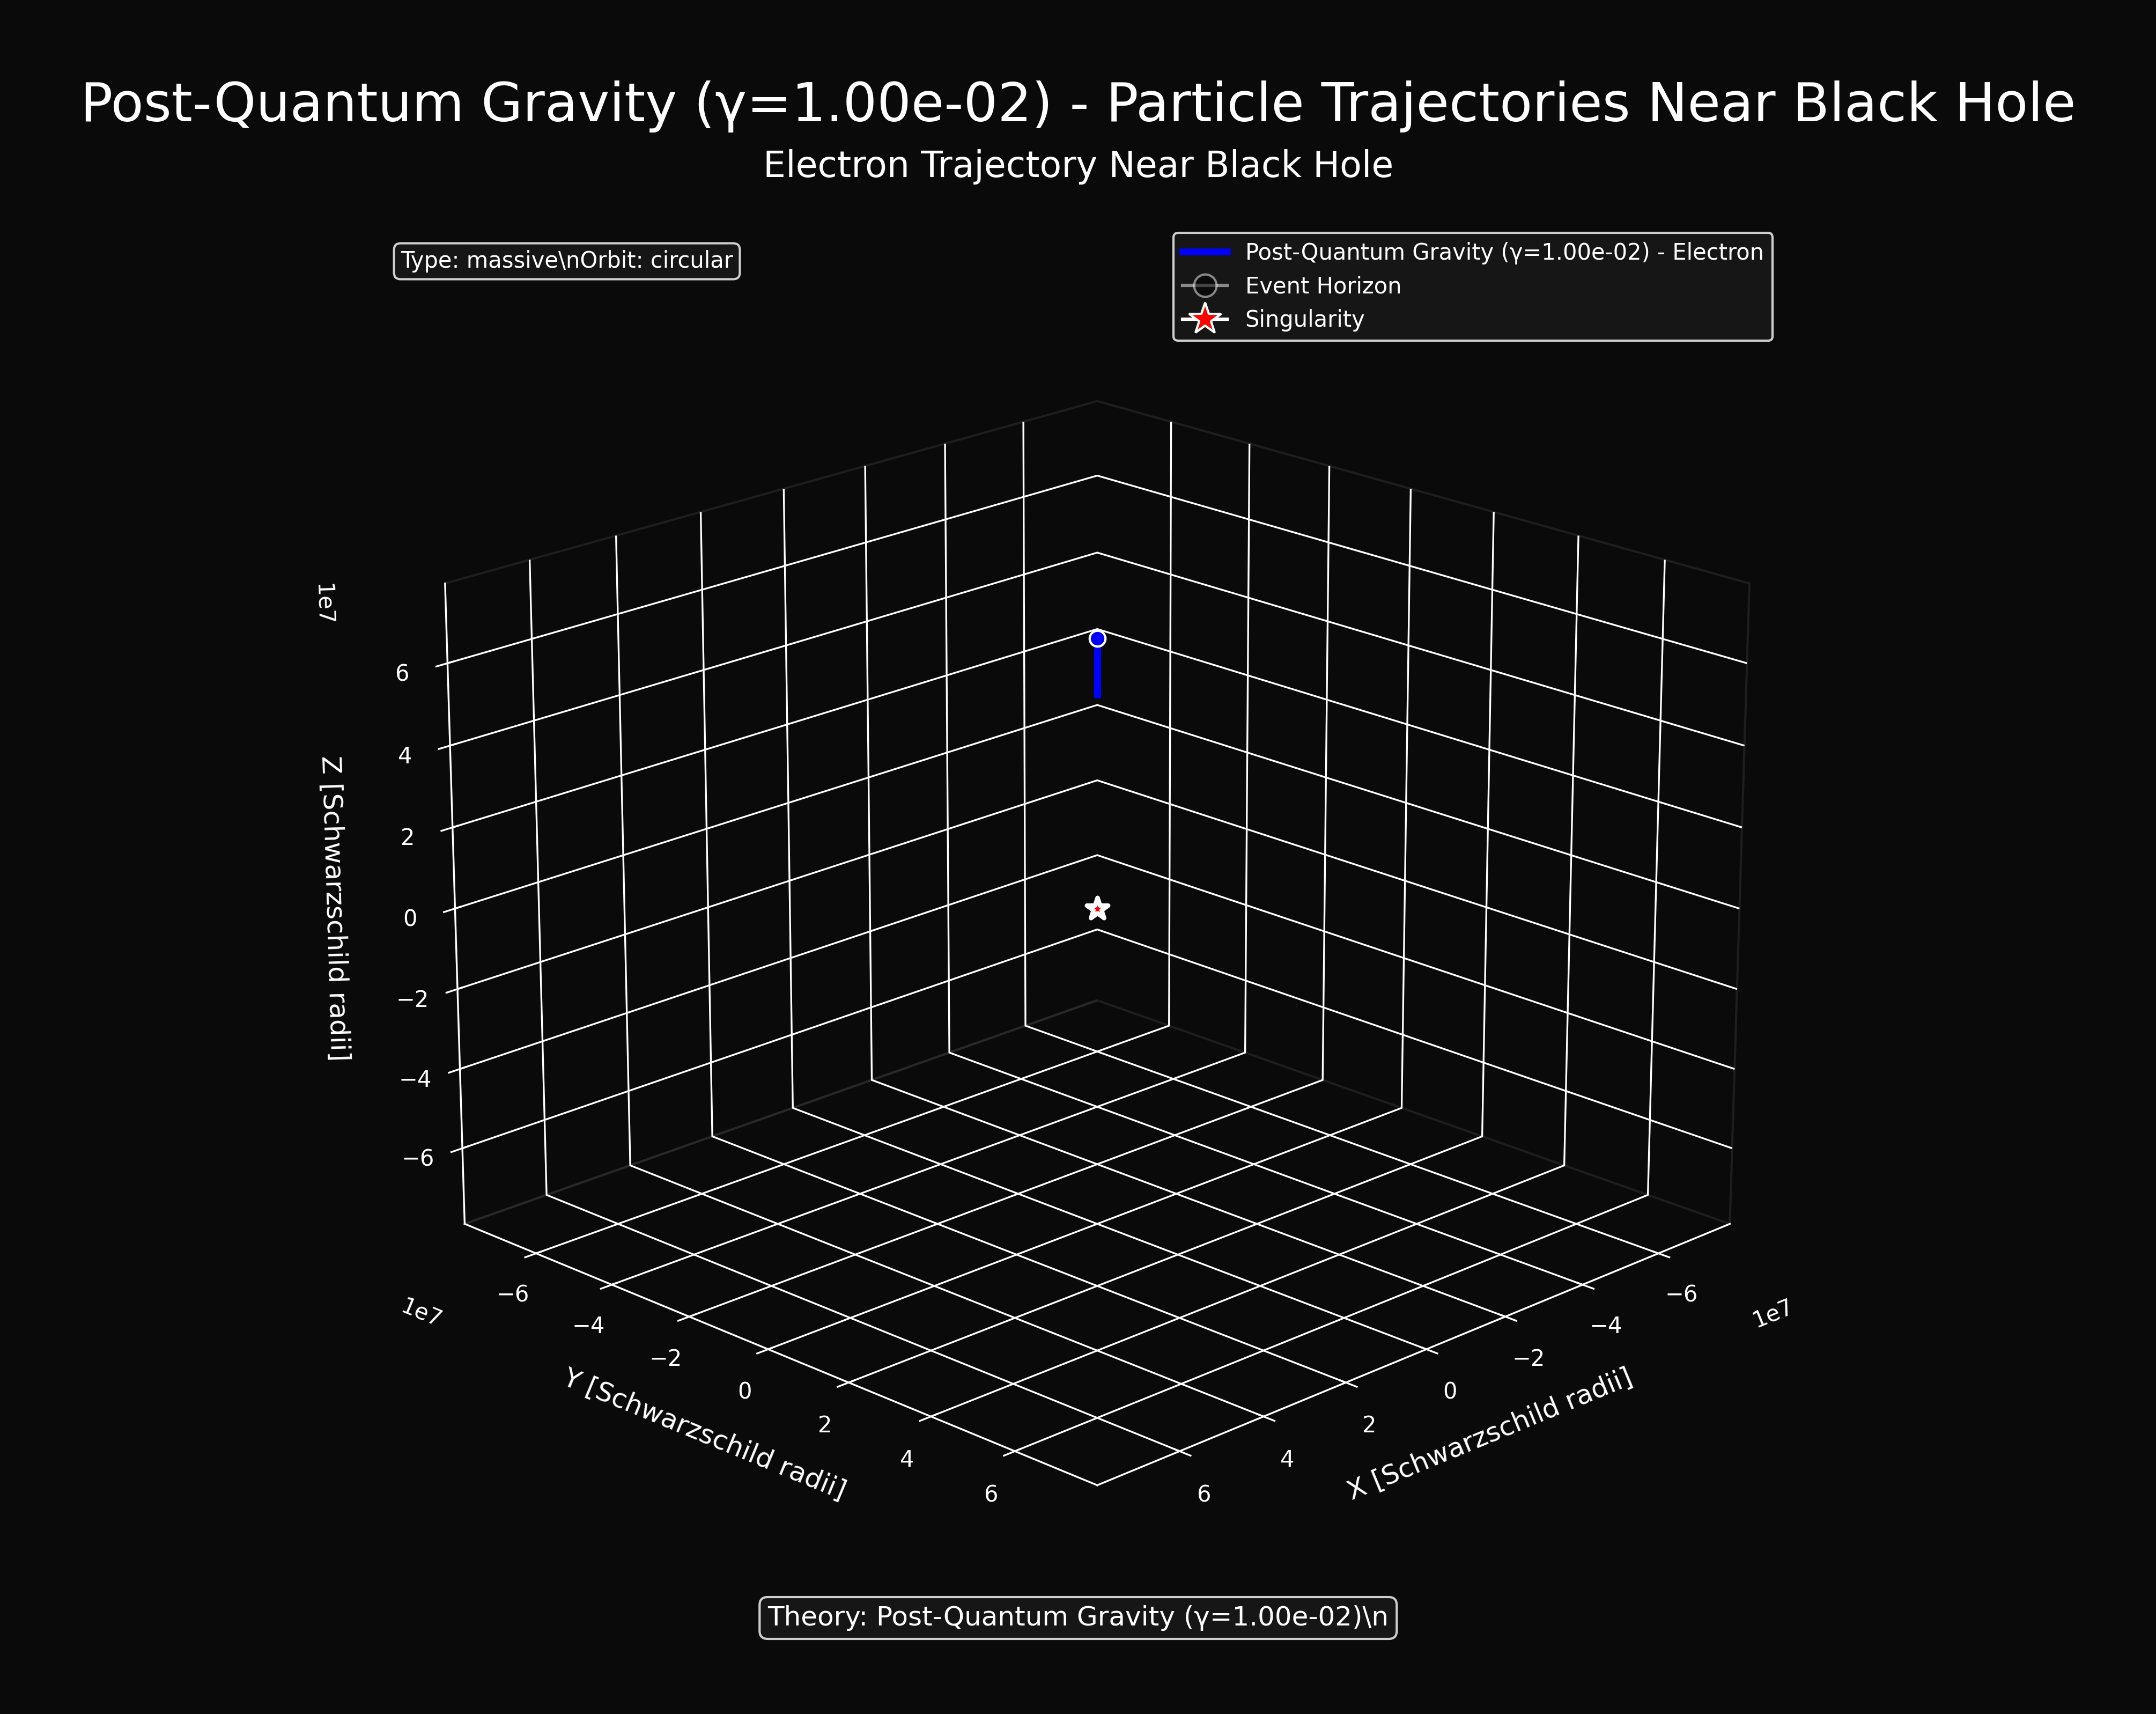 Post-Quantum Gravity (γ=1.00e-02) - Particle Trajectories Near Black Hole
Electron Trajectory Near Black Hole
Type: massive\nOrbit: circular
Post-Quantum Gravity (γ=1.00e-02) - Electron
Event Horizon
Singularity
1e7
6
4
2
0
−2
−4
−6
Z [Schwarzschild radii]
1e7
−6
−4
−2
0
2
4
6
Y [Schwarzschild radii]
1e7
−6
−4
−2
0
2
4
6
X [Schwarzschild radii]
Theory: Post-Quantum Gravity (γ=1.00e-02)\n